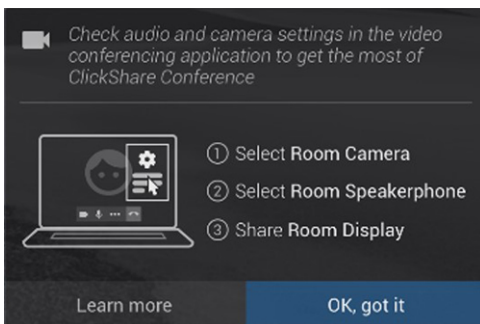 Check audio and camera settings in the video
conferencing application to get the most of
ClickShare Conference
1 Select Room Camera
2 Select Room Speakerphone
3 Share Room Display
Learn more
OK, got it